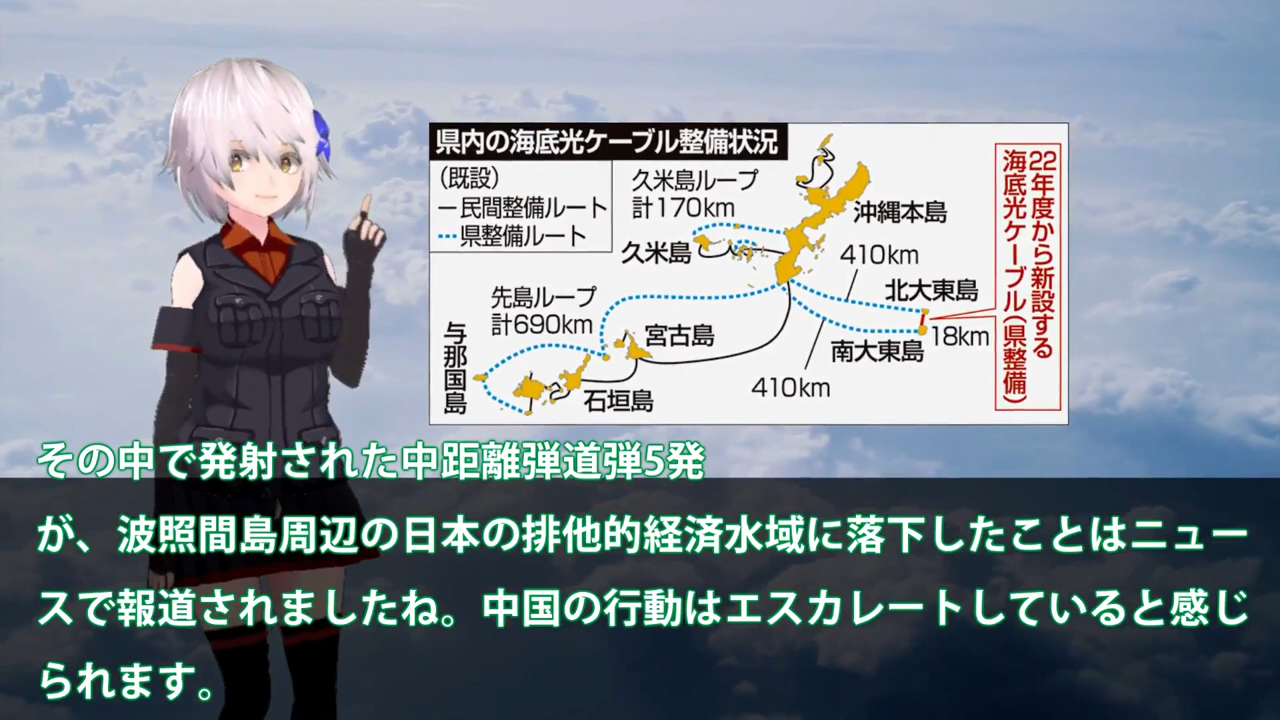 県内の海底光ケーブル整備状況
（既設）
民間整備ルート
県整備ルート
久米島ループ
計170km
久米島
沖縄本島
410km
北大東島
18km
南大東島
410km
先島ループ
計690km
宮古島
与那国島
石垣島
22年度から新設する
海底光ケーブル（県整備）
その中で発射された中距離弾道弾5発
が、波照間島周辺の日本の排他的経済水域に落下したことはニュー
スで報道されましたね。中国の行動はエスカレートしていると感じ
られます。